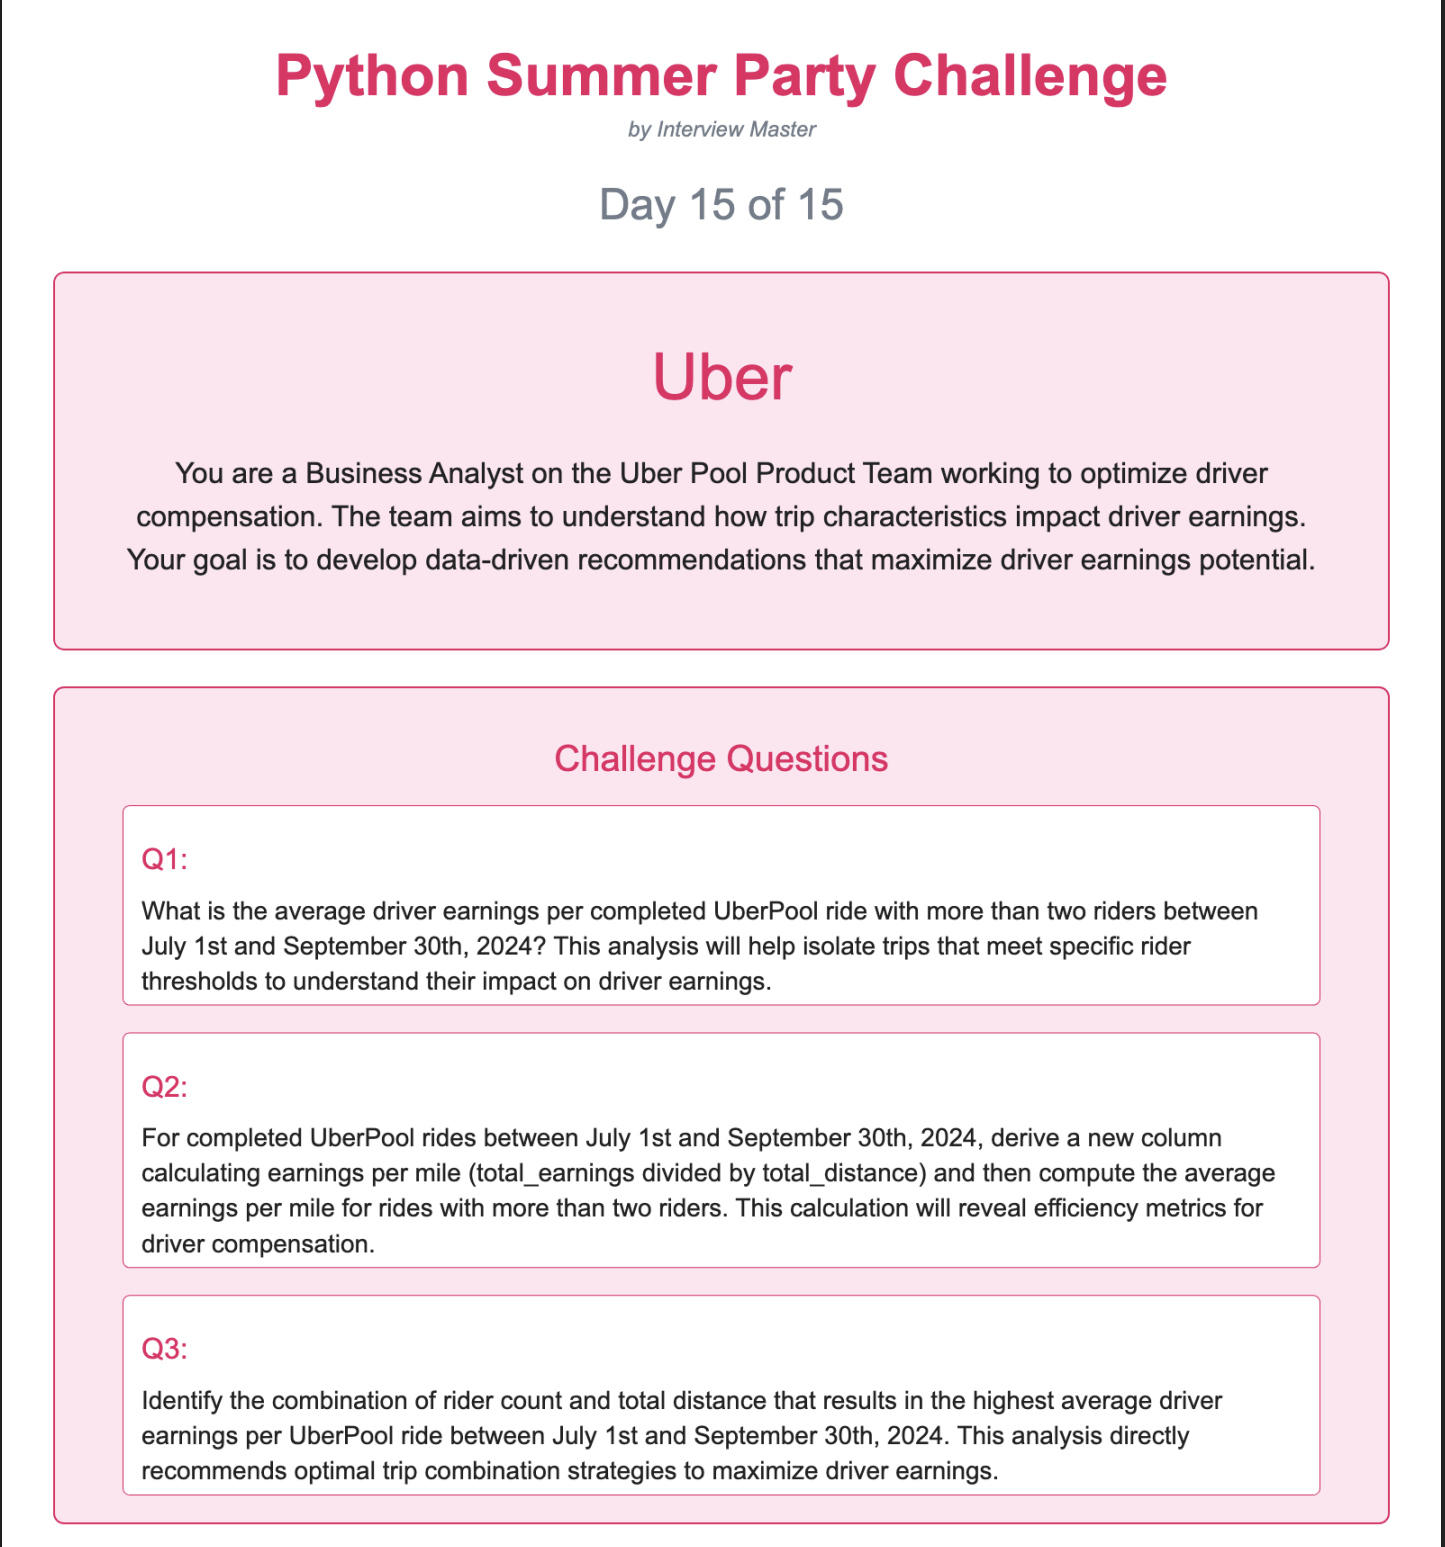 Python Summer Party Challenge
by Interview Master
Day 15 of 15
Uber
You are a Business Analyst on the Uber Pool Product Team working to optimize driver
compensation. The team aims to understand how trip characteristics impact driver earnings.
Your goal is to develop data-driven recommendations that maximize driver earnings potential.
Challenge Questions
Q1:
What is the average driver earnings per completed UberPool ride with more than two riders between
July 1st and September 30th, 2024? This analysis will help isolate trips that meet specific rider
thresholds to understand their impact on driver earnings.
Q2:
For completed UberPool rides between July 1st and September 30th, 2024, derive a new column
calculating earnings per mile (total_earnings divided by total_distance) and then compute the average
earnings per mile for rides with more than two riders. This calculation will reveal efficiency metrics for
driver compensation.
Q3:
Identify the combination of rider count and total distance that results in the highest average driver
earnings per UberPool ride between July 1st and September 30th, 2024. This analysis directly
recommends optimal trip combination strategies to maximize driver earnings.